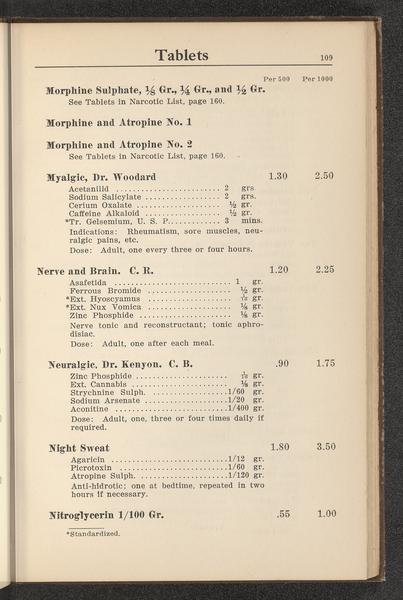 Tablets 109
Per 500 Per 1000
Morphine Sulphate, ⅛ Gr., ¼ Gr., and ½ Gr.
See Tablets in Narcotic List, page 160.
Morphine and Atropine No. 1
Morphine and Atropine No. 2
See Tablets in Narcotic List, page 160.
Myalgic, Dr. Woodard 1.30 2.50
Acetanilid ........................ 2 grs
Sodium Salicylate ................. 2 grs.
Cerium Oxalate .................... ½ gr.
Caffeine Alkaloid ................. ½ gr.
*Tr. Gelsemium, U. S. P............ 3 mins.
Indications: Rheumatism, sore muscles, neu-
ralgic pains, etc.
Dose: Adult, one every three or four hours.
Nerve and Brain. C. R. 1.20 2.25
Asafetida .......................... 1 gr.
Ferrous Bromide ................... ½ gr.
*Ext. Hyoscyamus .................. gr.
*Ext. Nux Vomica .................. ⅛ gr.
Zinc Phosphide .................... ⅛ gr.
Nerve tonic and reconstructant; tonic aphro-
disiac.
Dose: Adult, one after each meal.
Neuralgic, Dr. Kenyon. C. B. .90 1.75
Zinc Phosphide ..................... gr.
Ext. Cannabis ...................... ⅛ gr.
Strychnine Sulph. ..................1/60 gr.
Sodium Arsenate ....................1/20 gr.
Aconitine ..........................1/400 gr.
Dose: Adult, one, three or four times daily if
required.
Night Sweat 1.80 3.50
Agaricin ...........................1/12 gr.
Picrotoxin .........................1/60 gr.
Atropine Sulph. ....................1/120 gr.
Anti-hidrotic; one at bedtime, repeated in two
hours if necessary.
Nitroglycerin 1/100 Gr. .55 1.00
*Standardized.